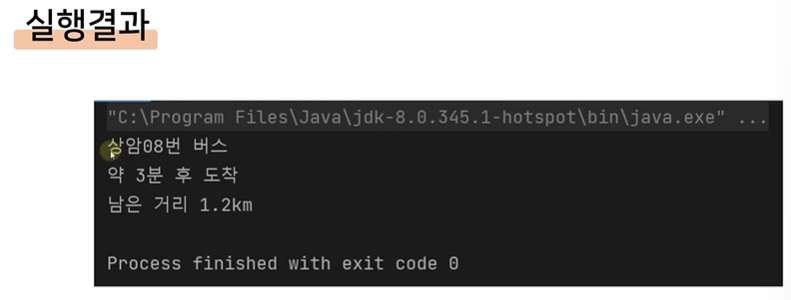 실행결과
"C:\Program Files\Java\jdk-8.0.345.1-hotspot\bin\java.exe" ...
상암08번 버스
약 3분 후 도착
남은 거리 1.2km
Process finished with exit code 0